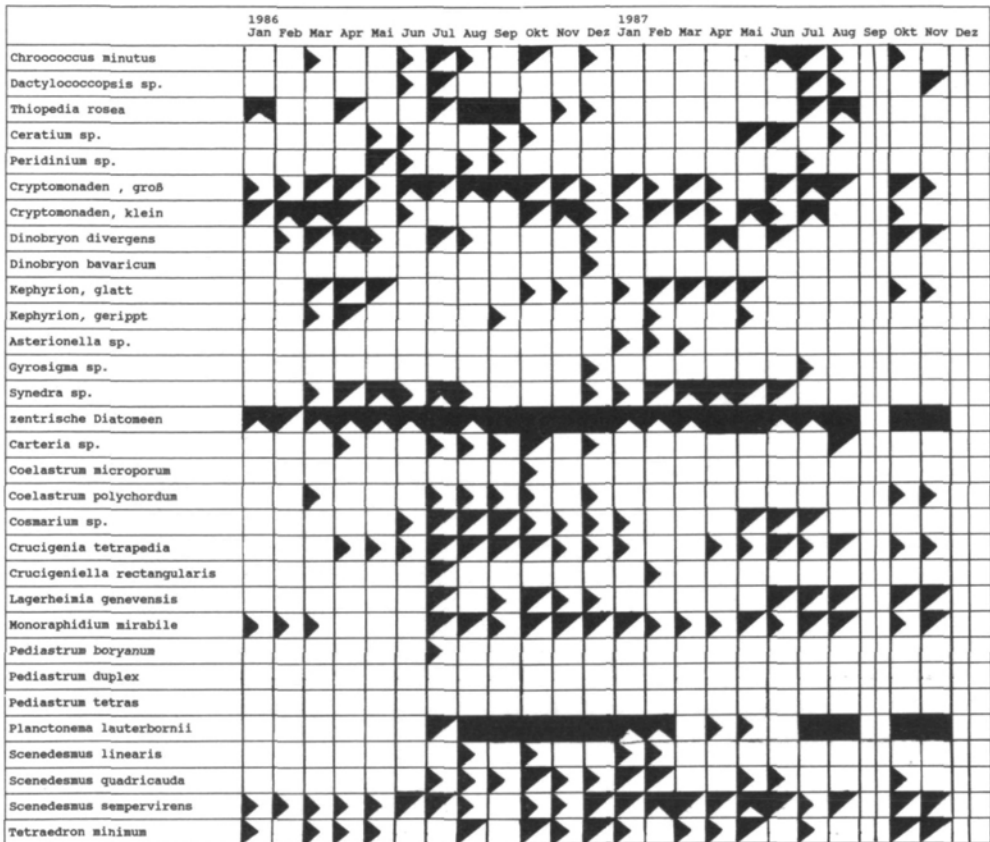 1986 1987
Jan Feb Mar Apr Mai Jun Jul Aug Sep Okt Nov Dez Jan Feb Mar Apr Mai Jun Jul Aug Sep Okt Nov Dez
Chroococcus minutus
Dactylococcopsis sp.
Thiopedia rosea
Ceratium sp.
Peridinium sp.
Cryptomonaden , groß
Cryptomonaden, klein
Dinobryon divergens
Dinobryon bavaricum
Kephyrion, glatt
Kephyrion, gerippt
Asterionella sp.
Gyrosigma sp.
Synedra sp.
zentrische Diatomeen
Carteria sp.
Coelastrum microporum
Coelastrum polychordum
Cosmarium sp.
Crucigenia tetrapedia
Crucigeniella rectangularis
Lagerheimia genevensis
Monoraphidium mirabile
Pediastrum boryanum
Pediastrum duplex
Pediastrum tetras
Planctonema lauterbornii
Scenedesmus linearis
Scenedesmus quadricauda
Scenedesmus sempervirens
Tetraedron minimum